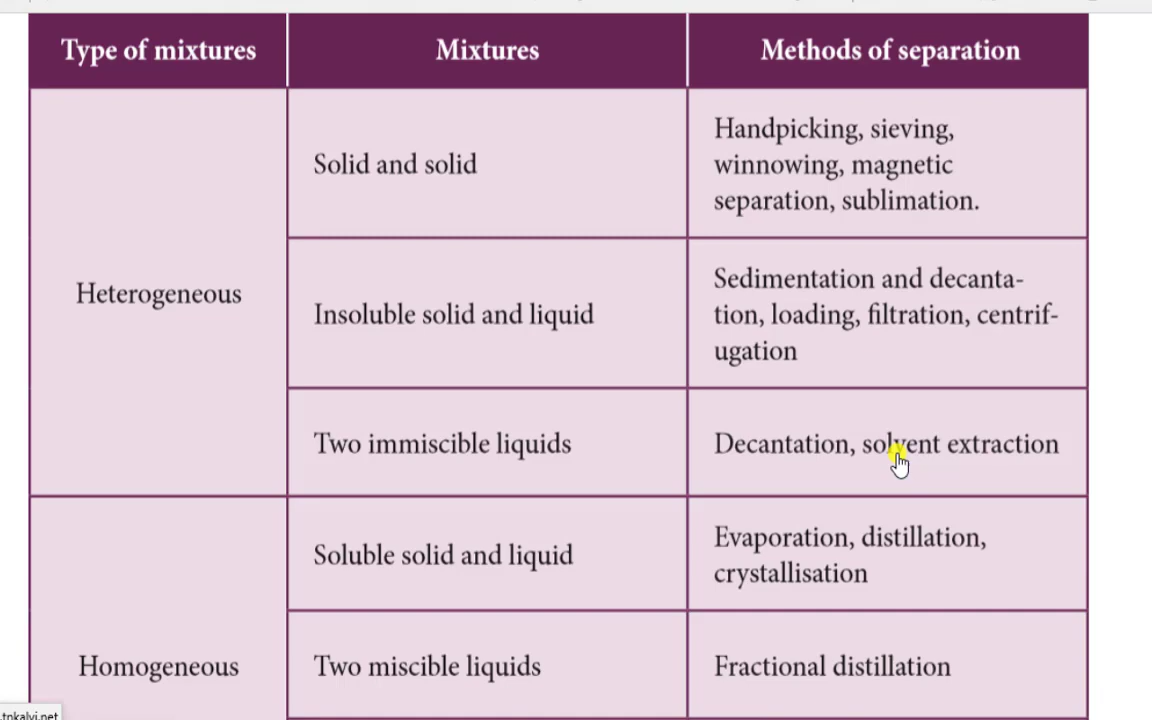 Type of mixtures
Mixtures
Methods of separation
Heterogeneous
Solid and solid
Handpicking, sieving,
winnowing, magnetic
separation, sublimation.
Insoluble solid and liquid
Sedimentation and decanta-
tion, loading, filtration, centrif-
ugation
Two immiscible liquids
Decantation, solvent extraction
Homogeneous
Soluble solid and liquid
Evaporation, distillation,
crystallisation
Two miscible liquids
Fractional distillation
.tnkalvi.net